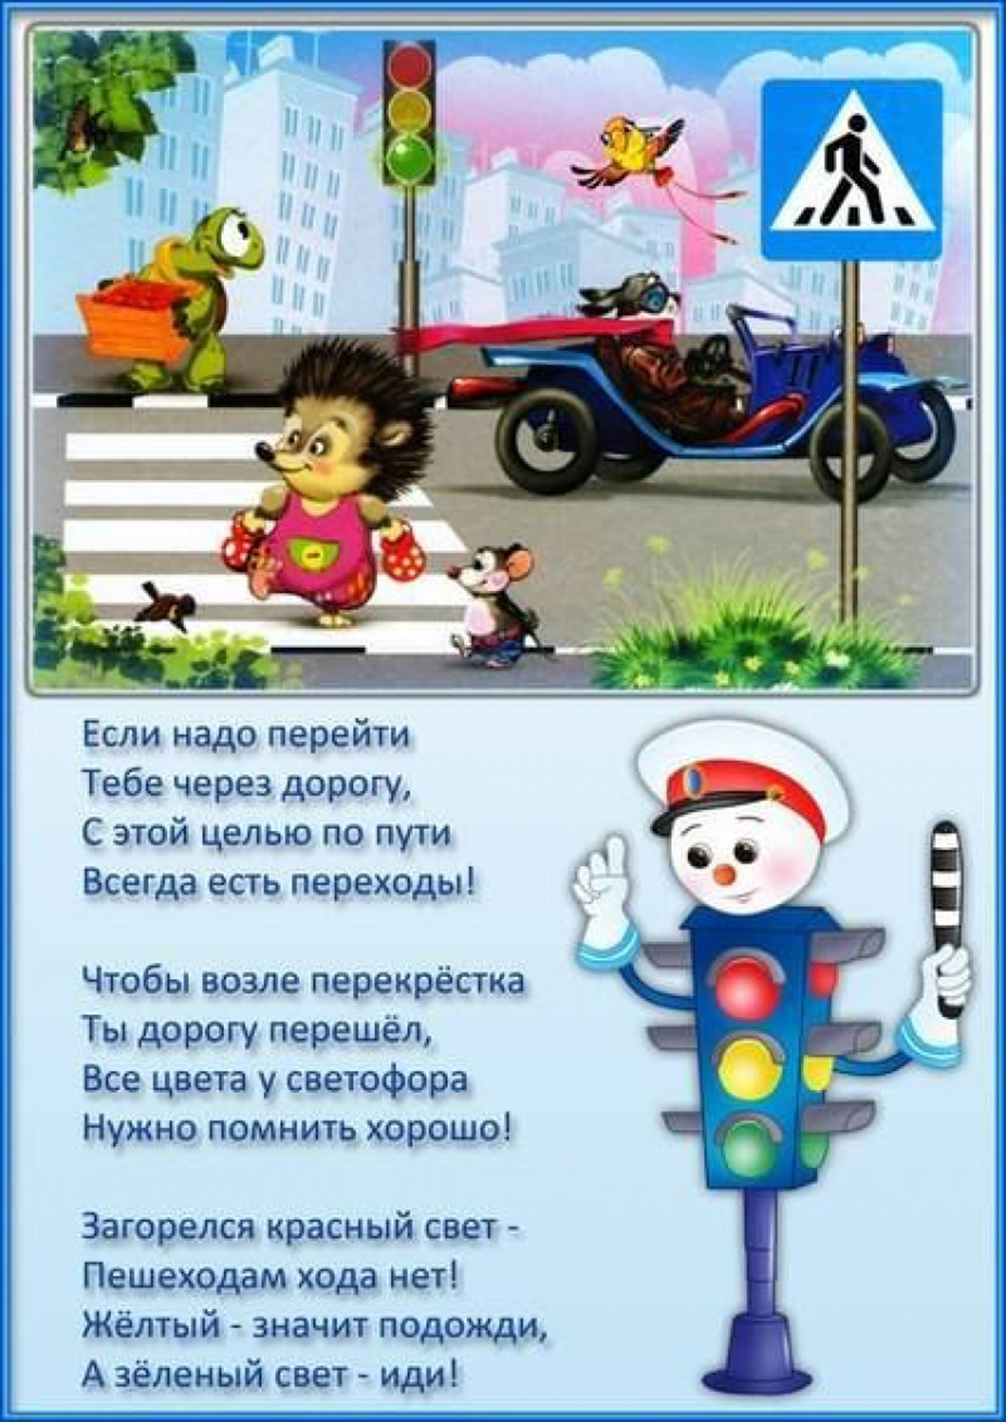 Если надо перейти
Тебе через дорогу,
С этой целью по пути
Всегда есть переходы!
Чтобы возле перекрёстка
Ты дорогу перешёл,
Все цвета у светофора
Нужно помнить хорошо!
Загорелся красный свет -
Пешеходам хода нет!
Жёлтый - значит подожди,
А зёленый свет - иди!